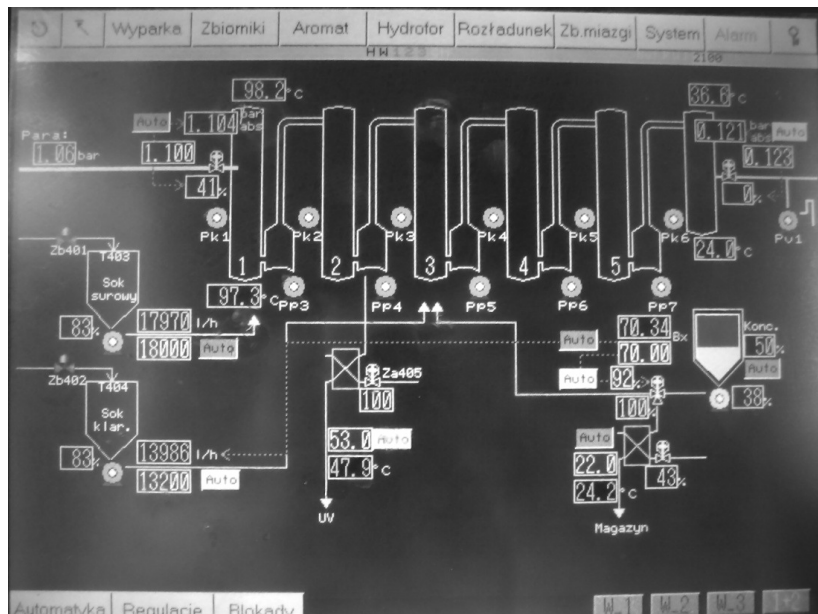 Wyparka Zbiorniki Aromat Hydrofor Rozładunek Zb.miazgi System Alarm
HW123
2100
98.2 °C
36.6 °C
Auto 1.104 bar abs
0.121 bar abs Auto
Para:
1.06 bar 1.100
0.123
41 %
0 %
Pk1 Pk2 Pk3 Pk4 Pk5 Pk6 Pv1
Zb401
T403
24.0 °C
1 2 3 4 5
Sok surowy
97.3 °C
Pp3 Pp4 Pp5 Pp6 Pp7
83 %
17970 l/h
18000 Auto
Auto
70.34 Bx
70.00
Konc.
50 %
Auto
Zb402
T404
Za405
Auto
92 %
100
100 %
38 %
Sok klar.
83 %
13986 l/h
13200 Auto
53.0 Auto
47.9 °C
Auto
22.0
43 %
24.2 °C
UV
Magazyn
Automatyka Regulacje Blokady
W_1 W_2 W_3